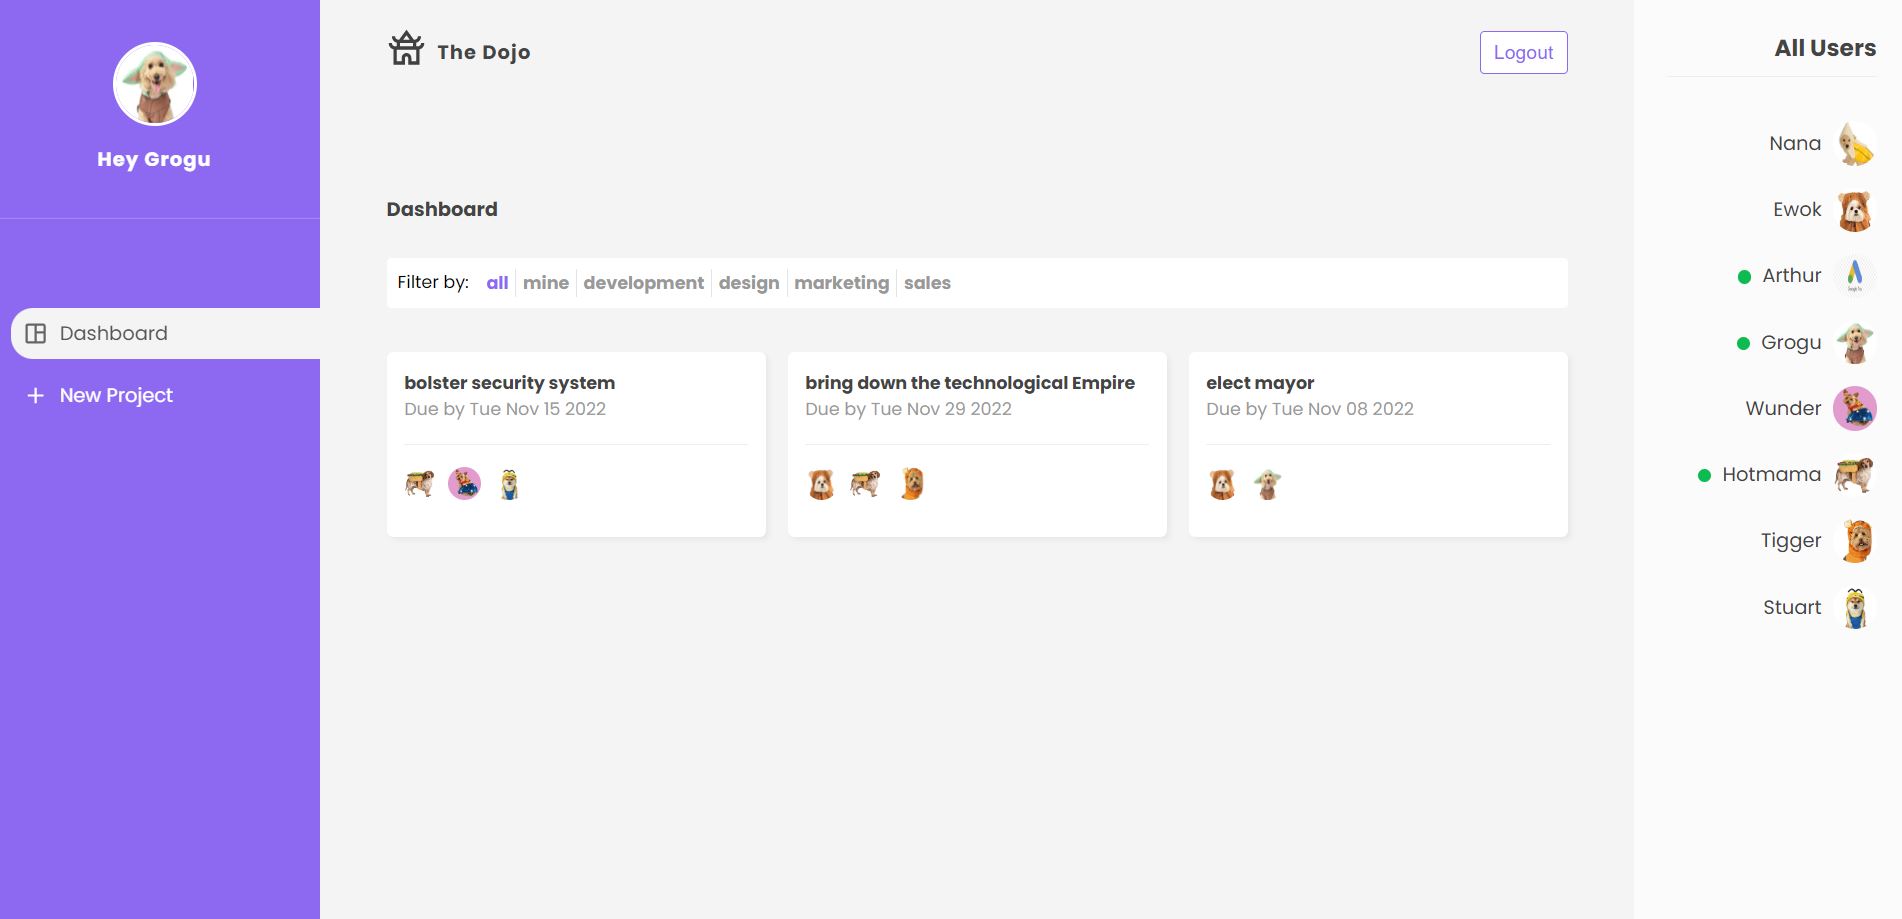 Hey Grogu
Dashboard
New Project
The Dojo
Logout
Dashboard
Filter by: all mine development design marketing sales
bolster security system
Due by Tue Nov 15 2022
bring down the technological Empire
Due by Tue Nov 29 2022
elect mayor
Due by Tue Nov 08 2022
All Users
Nana
Ewok
Arthur
Grogu
Wunder
Hotmama
Tigger
Stuart